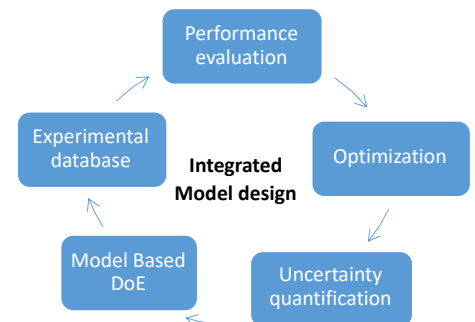 Performance
evaluation
Experimental
database
Optimization
Integrated
Model design
Model Based
DoE
Uncertainty
quantification